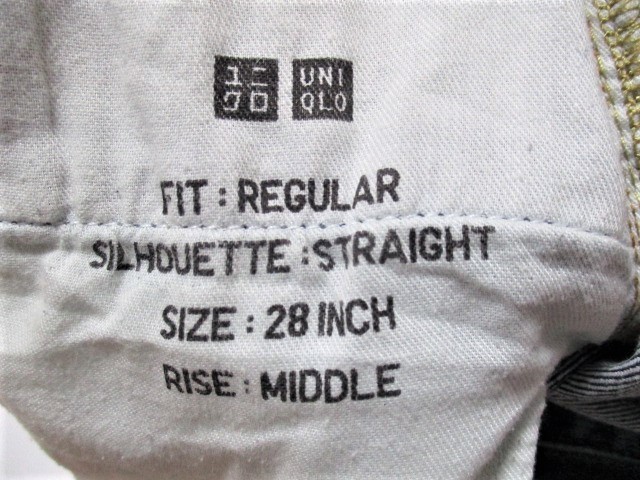 ユニ UNI
クロ QLO
FIT : REGULAR
SILHOUETTE : STRAIGHT
SIZE : 28 INCH
RISE : MIDDLE